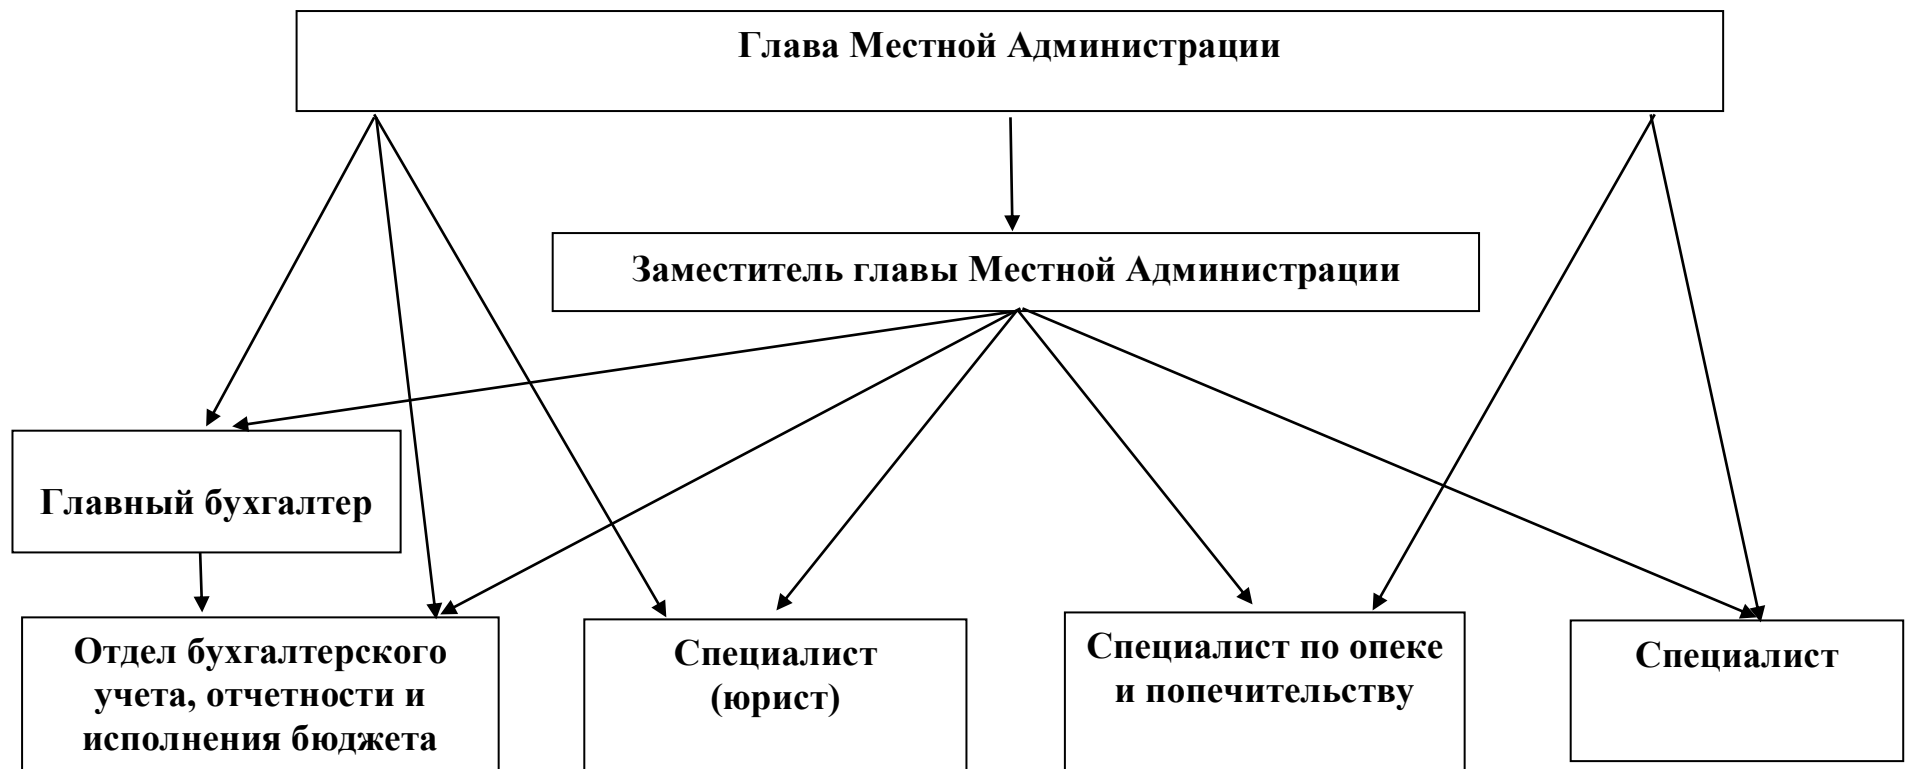 Глава Местной Администрации
Заместитель главы Местной Администрации
Главный бухгалтер
Отдел бухгалтерского
учета, отчетности и
исполнения бюджета
Специалист
(юрист)
Специалист по опеке
и попечительству
Специалист